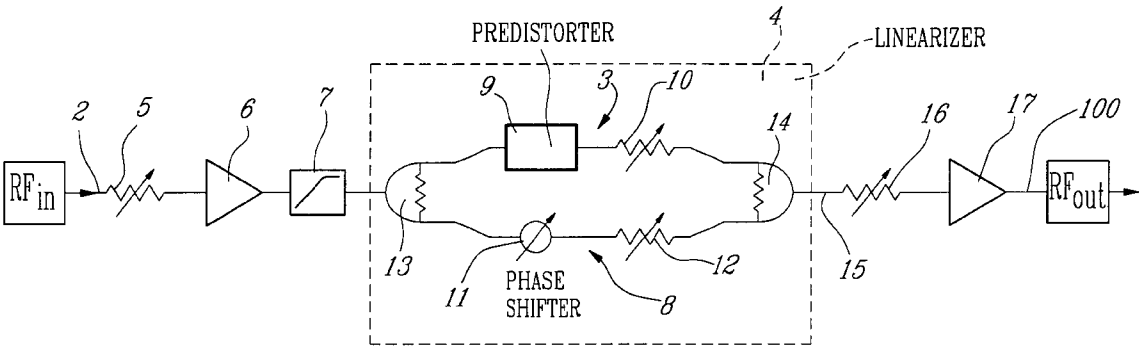 PREDISTORTER
4
LINEARIZER
9
3
10
2
5
6
7
14
16
17
100
RFin
RFout
13
11
PHASE
SHIFTER
8
12
15